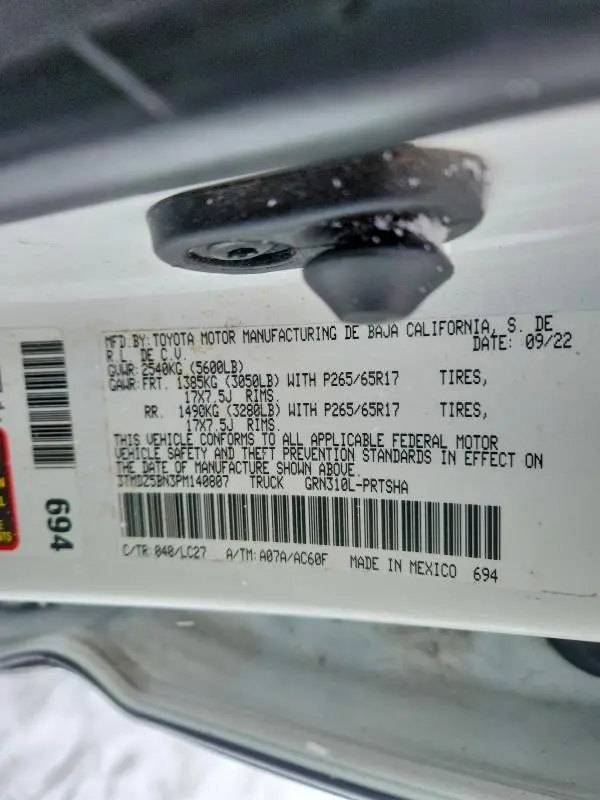 MFD.BY:TOYOTA MOTOR MANUFACTURING DE BAJA CALIFORNIA, S. DE
R.L. DE C.V. DATE: 09/22
GVWR:2540KG (5600LB)
GAWR:FRT. 1385KG (3050LB) WITH P265/65R17 TIRES,
17X7.5J RIMS.
RR. 1490KG (3280LB) WITH P265/65R17 TIRES,
17X7.5J RIMS.
THIS VEHICLE CONFORMS TO ALL APPLICABLE FEDERAL MOTOR
VEHICLE SAFETY AND THEFT PREVENTION STANDARDS IN EFFECT ON
THE DATE OF MANUFACTURE SHOWN ABOVE.
3TMDZ5BN3PM140807 TRUCK GRN310L-PRTSHA
C/TR:040/LC27 A/TM:A07A/AC60F MADE IN MEXICO 694
694